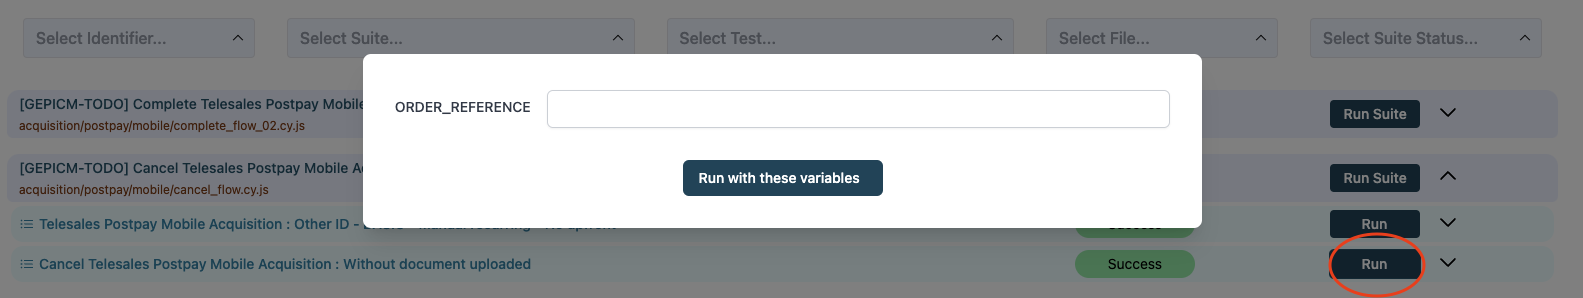 Select Identifier...
Select Suite...
Select Test...
Select File...
Select Suite Status...
[GEPICM-TODO] Complete Telesales Postpay Mobile
acquisition/postpay/mobile/complete_flow_02.cy.js
Run Suite
ORDER_REFERENCE
Run with these variables
[GEPICM-TODO] Cancel Telesales Postpay Mobile A
acquisition/postpay/mobile/cancel_flow.cy.js
Run Suite
Telesales Postpay Mobile Acquisition : Other ID -
Success
Run
Cancel Telesales Postpay Mobile Acquisition : Without document uploaded
Success
Run